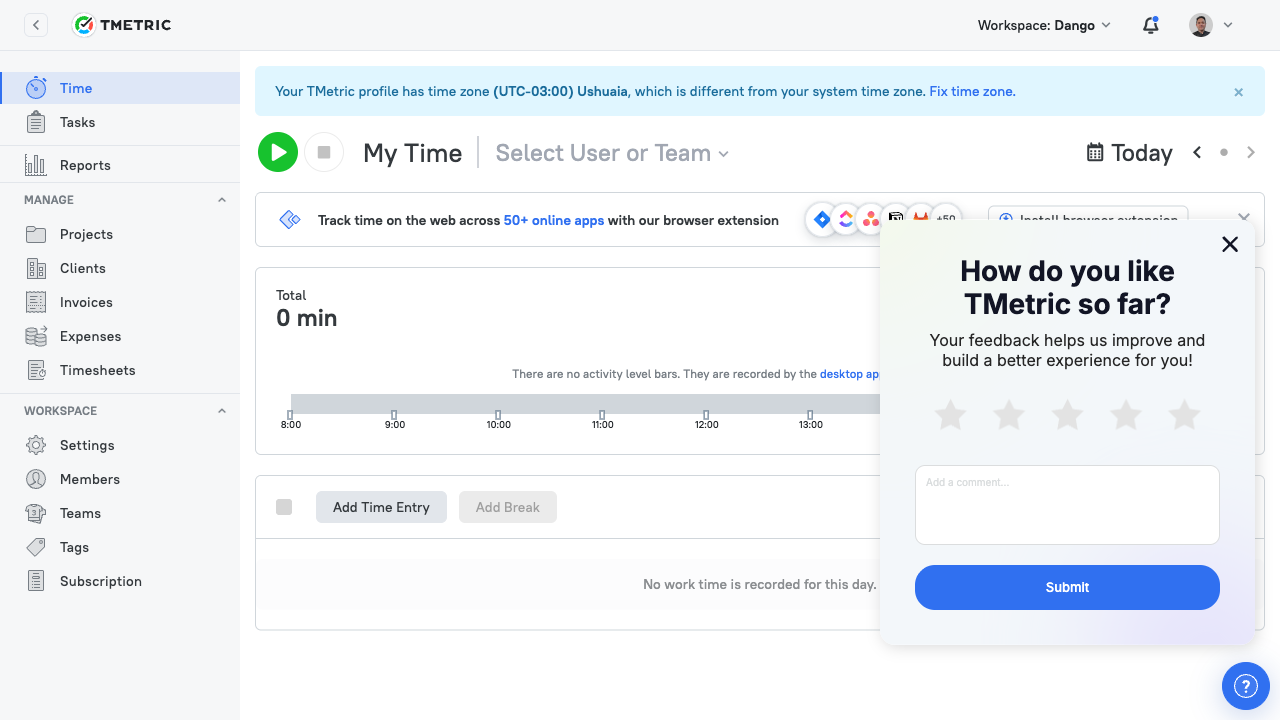 TMETRIC
Workspace: Dango
Time
Tasks
Reports
MANAGE
Projects
Clients
Invoices
Expenses
Timesheets
WORKSPACE
Settings
Members
Teams
Tags
Subscription
Your TMetric profile has time zone (UTC-03:00) Ushuaia, which is different from your system time zone. Fix time zone.
My Time
Select User or Team
Today
Track time on the web across 50+ online apps with our browser extension
+50
Install browser extension
Total
0 min
There are no activity level bars. They are recorded by the desktop app
8:00 9:00 10:00 11:00 12:00 13:00
Add Time Entry
Add Break
No work time is recorded for this day.
How do you like
TMetric so far?
Your feedback helps us improve and
build a better experience for you!
Add a comment...
Submit